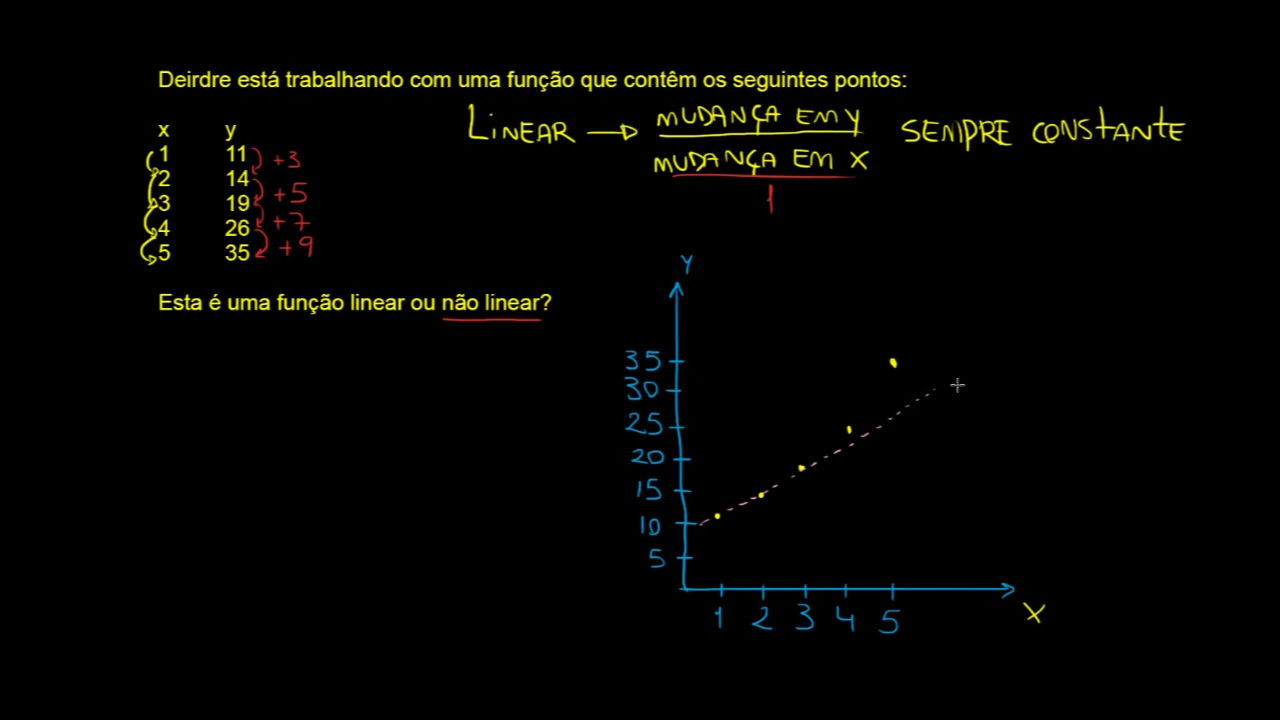 Deirdre está trabalhando com uma função que contêm os seguintes pontos:
LINEAR → MUDANÇA EM Y
MUDANÇA EM X
SEMPRE CONSTANTE
1
x y
1 11 +3
2 14 +5
3 19 +7
4 26 +9
5 35
Esta é uma função linear ou não linear?
Y
35
30
25
20
15
10
5
1 2 3 4 5
X